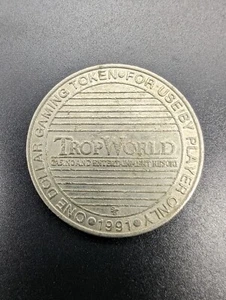 ONE DOLLAR GAMING TOKEN • FOR USE BY PLAYER ONLY •
TROPWORLD
CASINO AND ENTERTAINMENT RESORT
• 1991 •